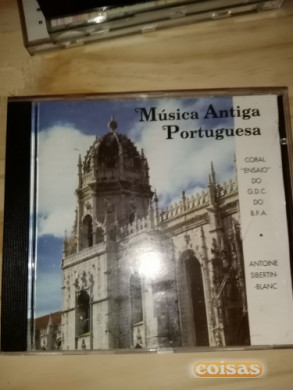 Música Antiga
Portuguesa
CORAL
"ENSAIO"
DO
G.D.C.
DO
B.F.A.
•
ANTOINE
SIBERTIN-
-BLANC
coisas